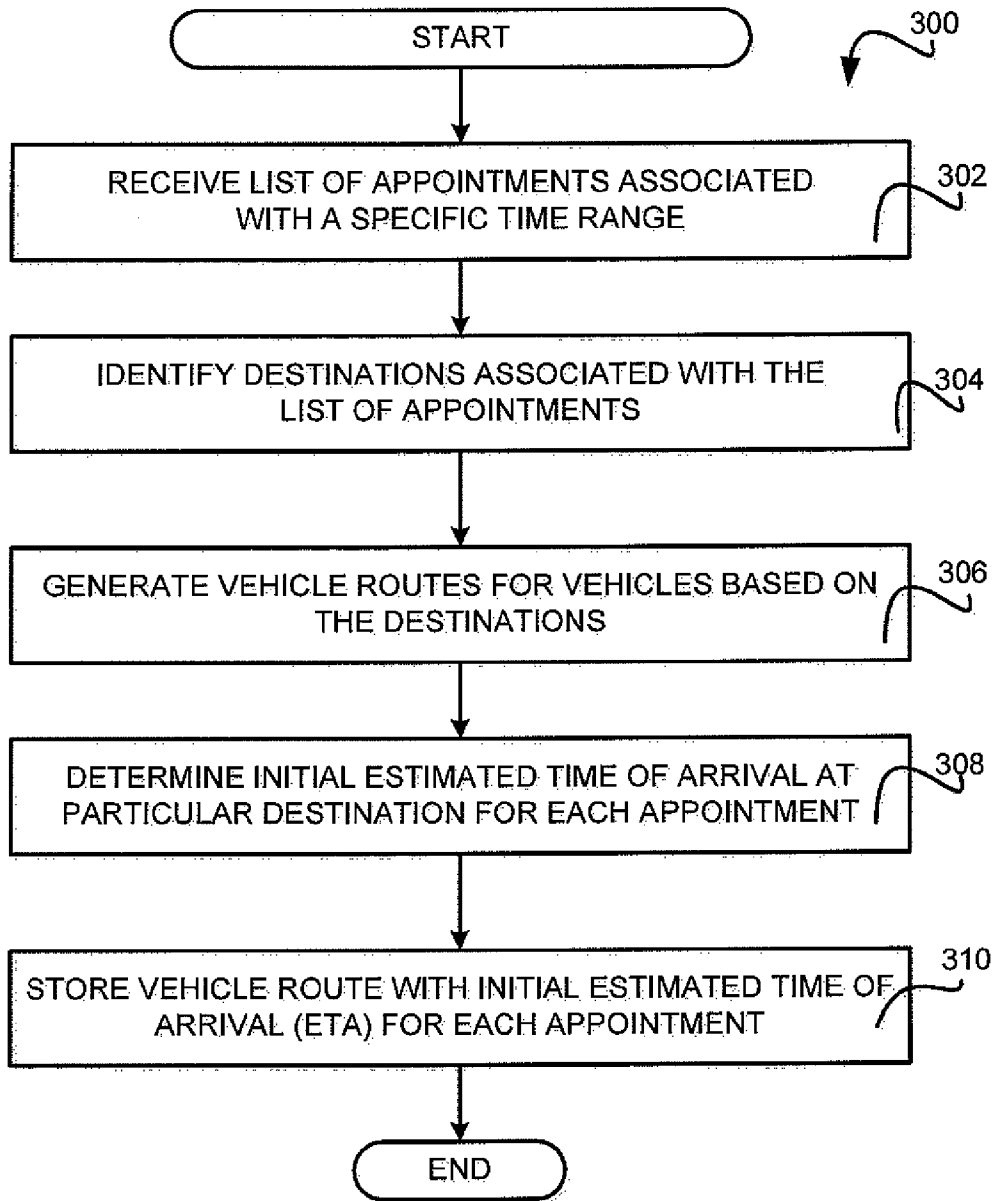 START
300
RECEIVE LIST OF APPOINTMENTS ASSOCIATED
WITH A SPECIFIC TIME RANGE
302
IDENTIFY DESTINATIONS ASSOCIATED WITH THE
LIST OF APPOINTMENTS
304
GENERATE VEHICLE ROUTES FOR VEHICLES BASED ON
THE DESTINATIONS
306
DETERMINE INITIAL ESTIMATED TIME OF ARRIVAL AT
PARTICULAR DESTINATION FOR EACH APPOINTMENT
308
STORE VEHICLE ROUTE WITH INITIAL ESTIMATED TIME OF
ARRIVAL (ETA) FOR EACH APPOINTMENT
310
END